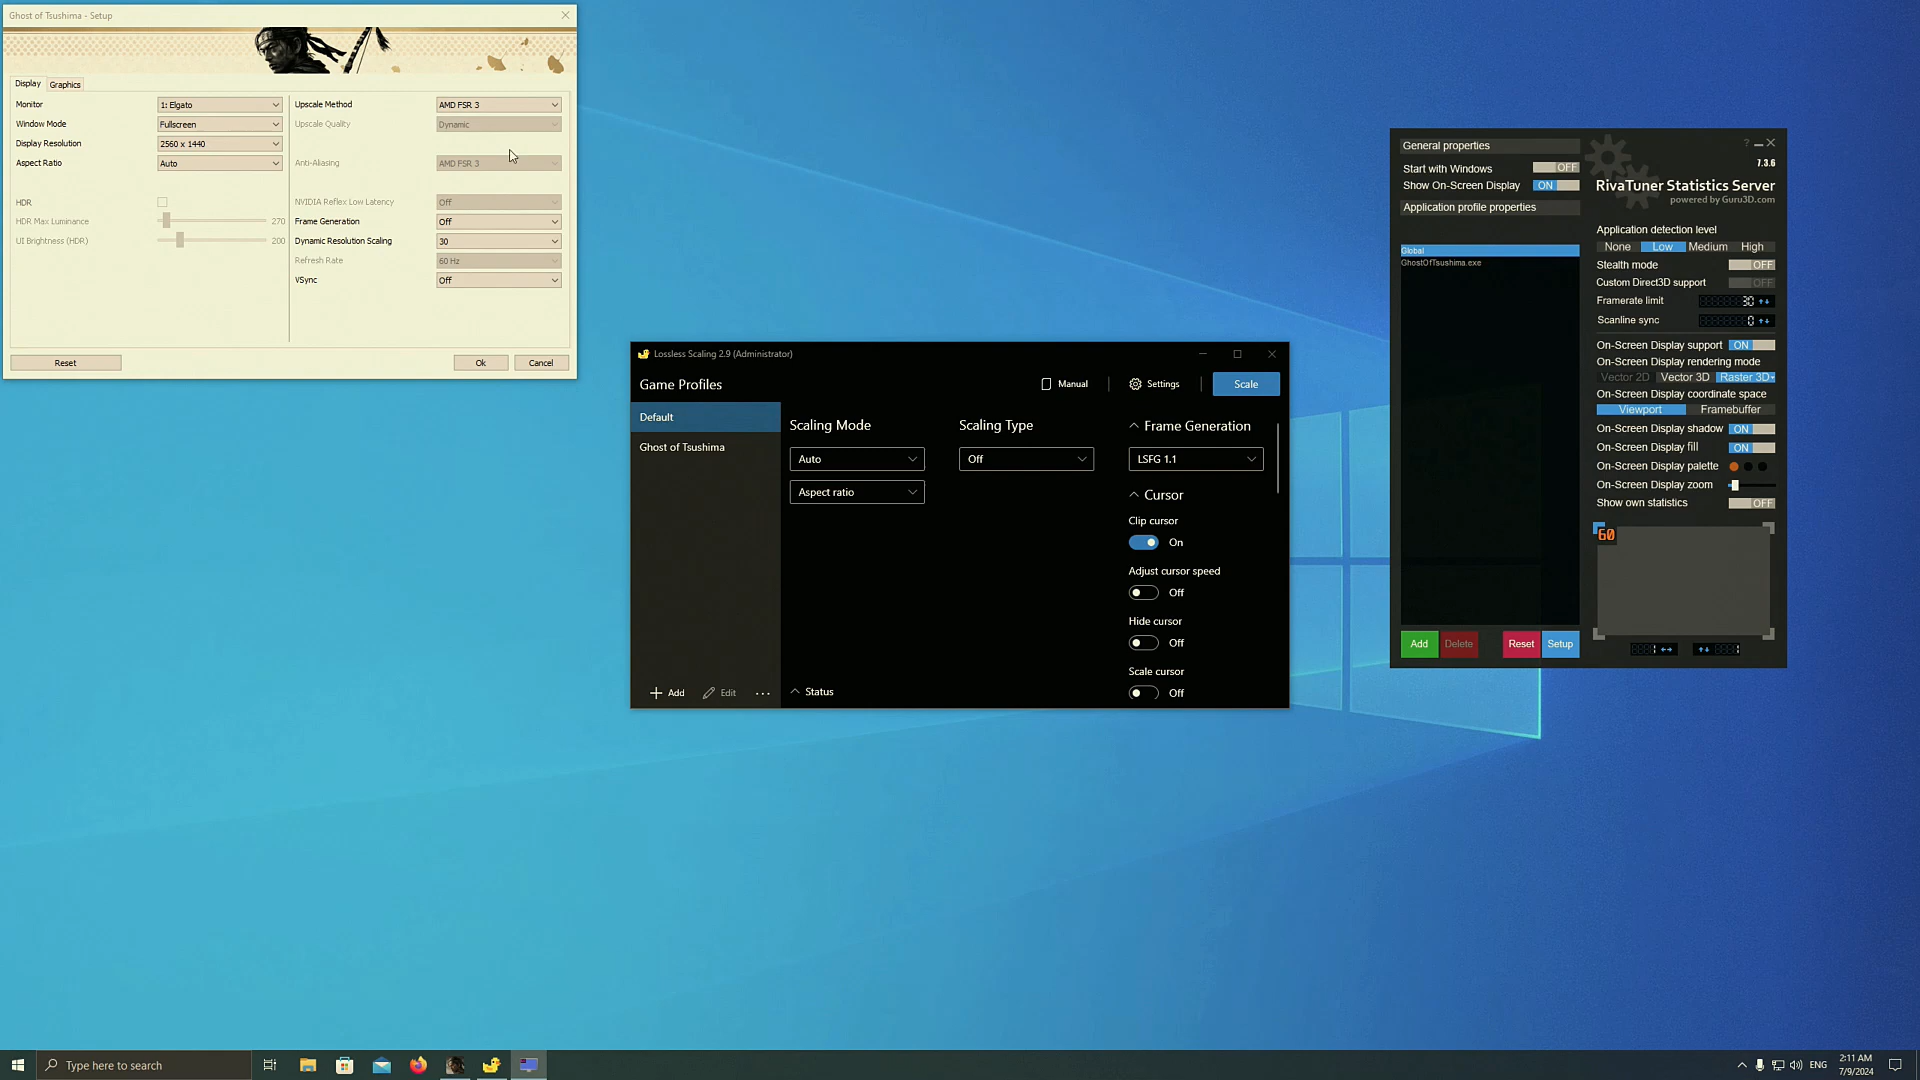 Ghost of Tsushima - Setup
Display
Graphics
Monitor
1: Elgato
Window Mode
Fullscreen
Display Resolution
2560 x 1440
Aspect Ratio
Auto
HDR
HDR Max Luminance
270
UI Brightness (HDR)
200
Upscale Method
AMD FSR 3
Upscale Quality
Dynamic
Anti-Aliasing
AMD FSR 3
NVIDIA Reflex Low Latency
Off
Frame Generation
Off
Dynamic Resolution Scaling
30
Refresh Rate
60 Hz
VSync
Off
Reset
Ok
Cancel
Lossless Scaling 2.9 (Administrator)
Game Profiles
Manual
Settings
Scale
Default
Ghost of Tsushima
Add
Edit
...
Scaling Mode
Auto
Aspect ratio
Scaling Type
Off
Frame Generation
LSFG 1.1
Cursor
Clip cursor
On
Adjust cursor speed
Off
Hide cursor
Off
Scale cursor
Off
Status
General properties
Start with Windows
OFF
Show On-Screen Display
ON
Application profile properties
Global
GhostOfTsushima.exe
Add
Delete
Reset
Setup
?
7.3.6
RivaTuner Statistics Server
powered by Guru3D.com
Application detection level
None Low Medium High
Stealth mode
OFF
Custom Direct3D support
OFF
Framerate limit
30
Scanline sync
0
On-Screen Display support
ON
On-Screen Display rendering mode
Vector 2D Vector 3D Raster 3D
On-Screen Display coordinate space
Viewport Framebuffer
On-Screen Display shadow
ON
On-Screen Display fill
ON
On-Screen Display palette
On-Screen Display zoom
Show own statistics
OFF
60
1
1
Type here to search
ENG
2:11 AM
7/9/2024